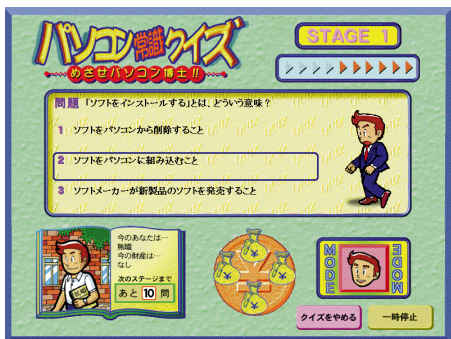 パソコン常識クイズ
めざせパソコン博士!!
STAGE 1
問題 「ソフトをインストールする」とは、どういう意味？
1 ソフトをパソコンから削除すること
2 ソフトをパソコンに組み込むこと
3 ソフトメーカーが新製品のソフトを発売すること
今のあなたは…
無職
今の財産は…
なし
次のステージまで
あと 10 問
MODE
MODE
クイズをやめる
一時停止